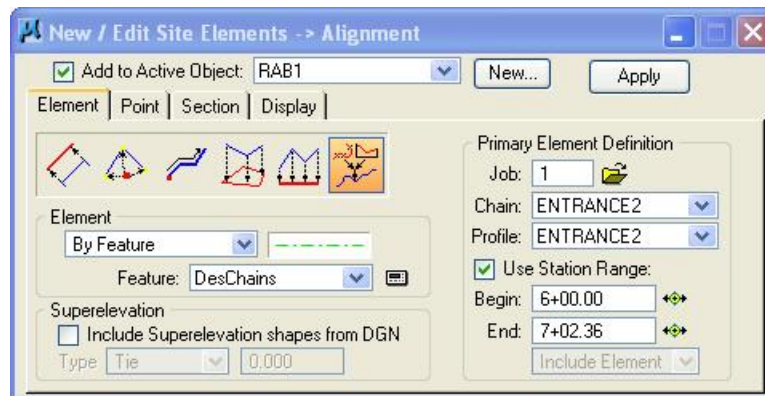 New / Edit Site Elements -> Alignment
Add to Active Object: RAB1 New... Apply
Element Point Section Display
Primary Element Definition
Job: 1
Chain: ENTRANCE2
Profile: ENTRANCE2
Use Station Range:
Begin: 6+00.00
End: 7+02.36
Include Element
Element
By Feature
Feature: DesChains
Superelevation
Include Superelevation shapes from DGN
Type Tie 0.000